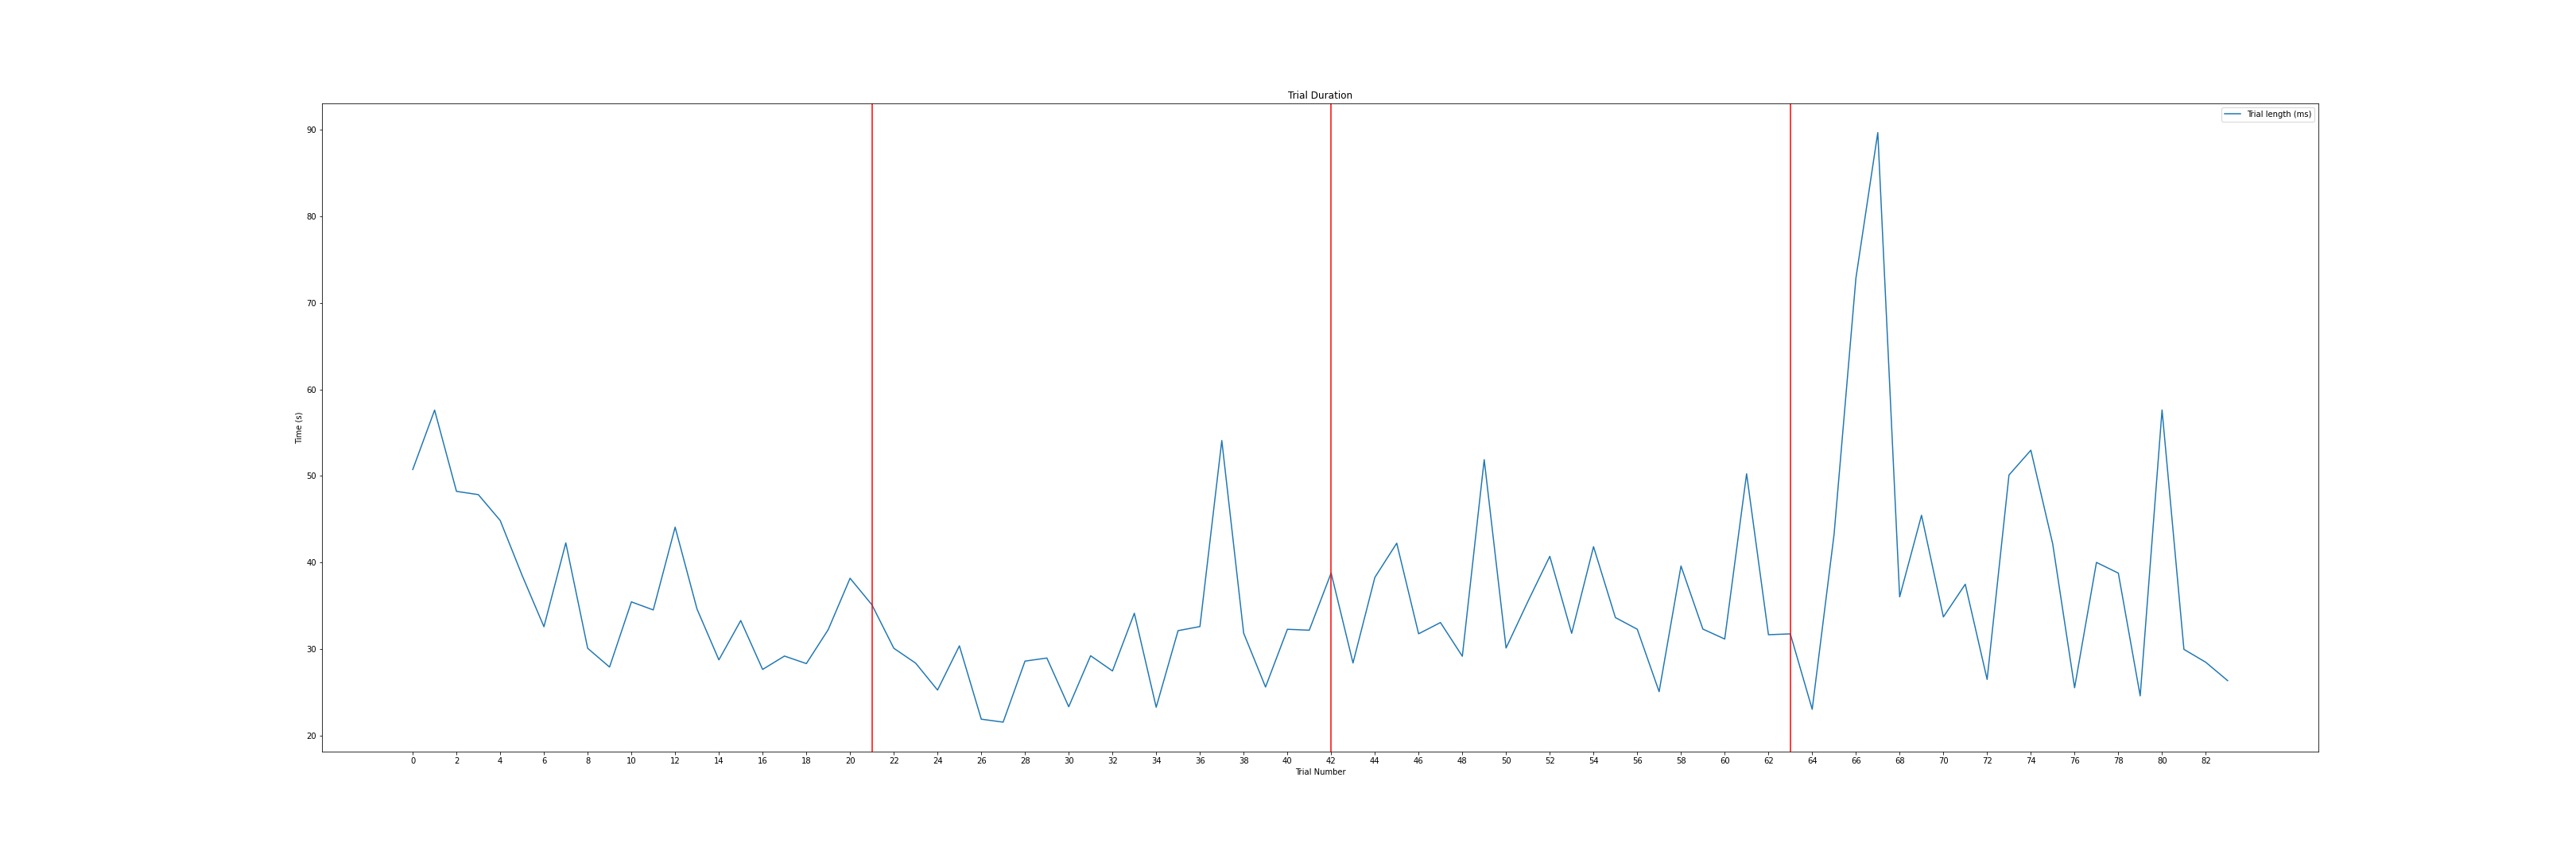 Trial Duration
Trial length (ms)
90
80
70
60
50
40
30
20
Time (s)
0 2 4 6 8 10 12 14 16 18 20 22 24 26 28 30 32 34 36 38 40 42 44 46 48 50 52 54 56 58 60 62 64 66 68 70 72 74 76 78 80 82
Trial Number